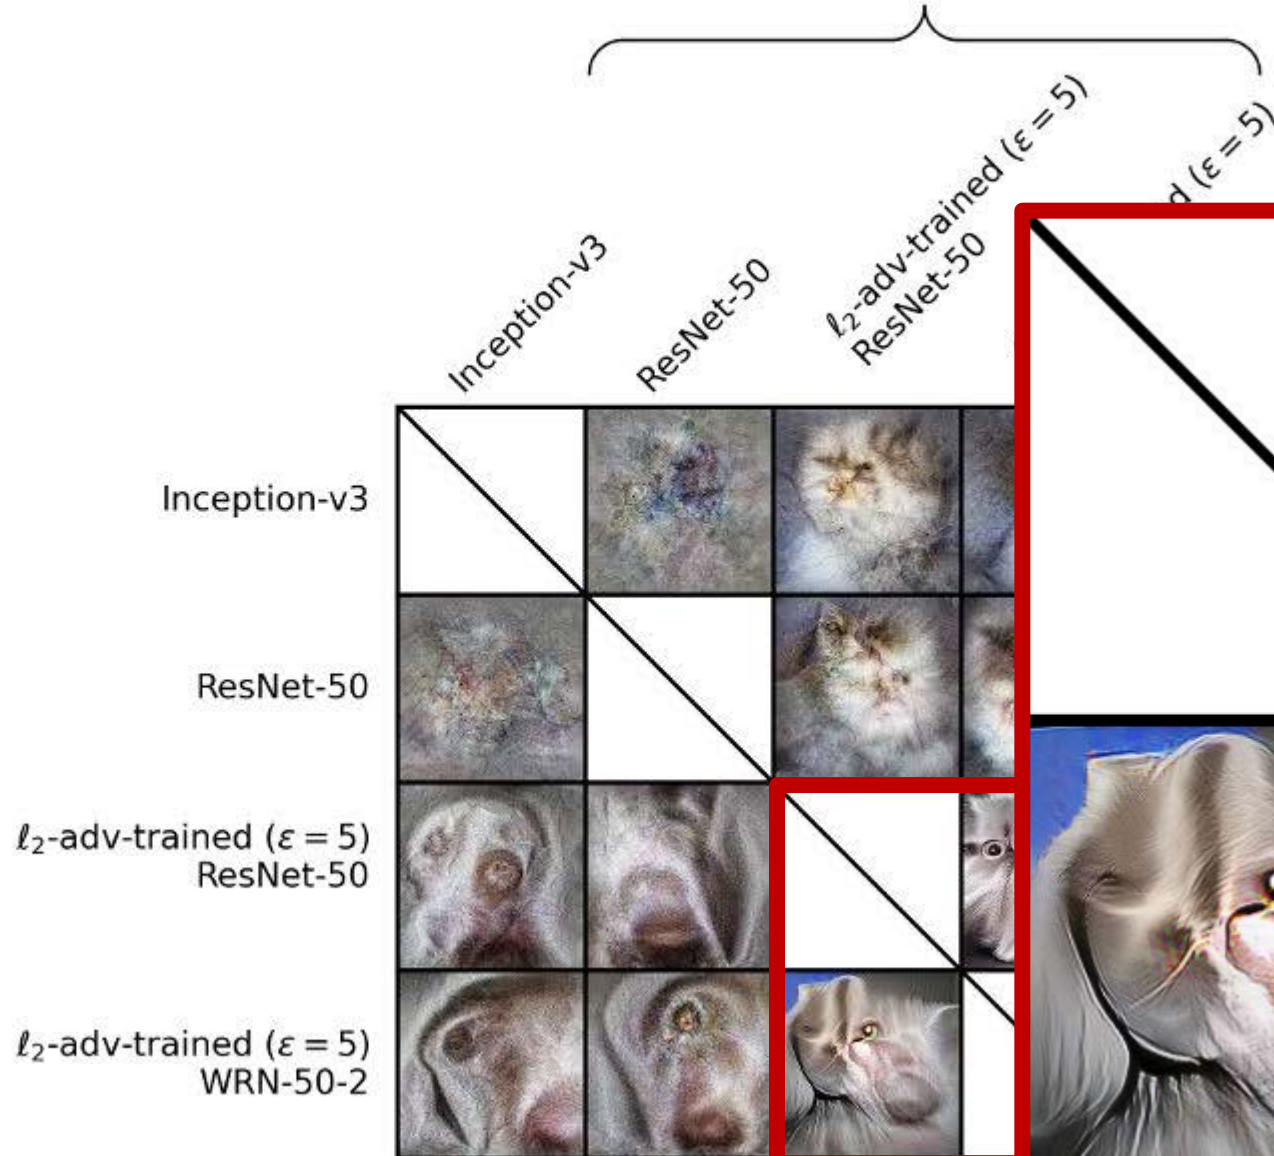 Inception-v3
ResNet-50
ℓ₂-adv-trained (ε = 5)
ResNet-50
(ε = 5)
Inception-v3
ResNet-50
ℓ₂-adv-trained (ε = 5)
ResNet-50
ℓ₂-adv-trained (ε = 5)
WRN-50-2